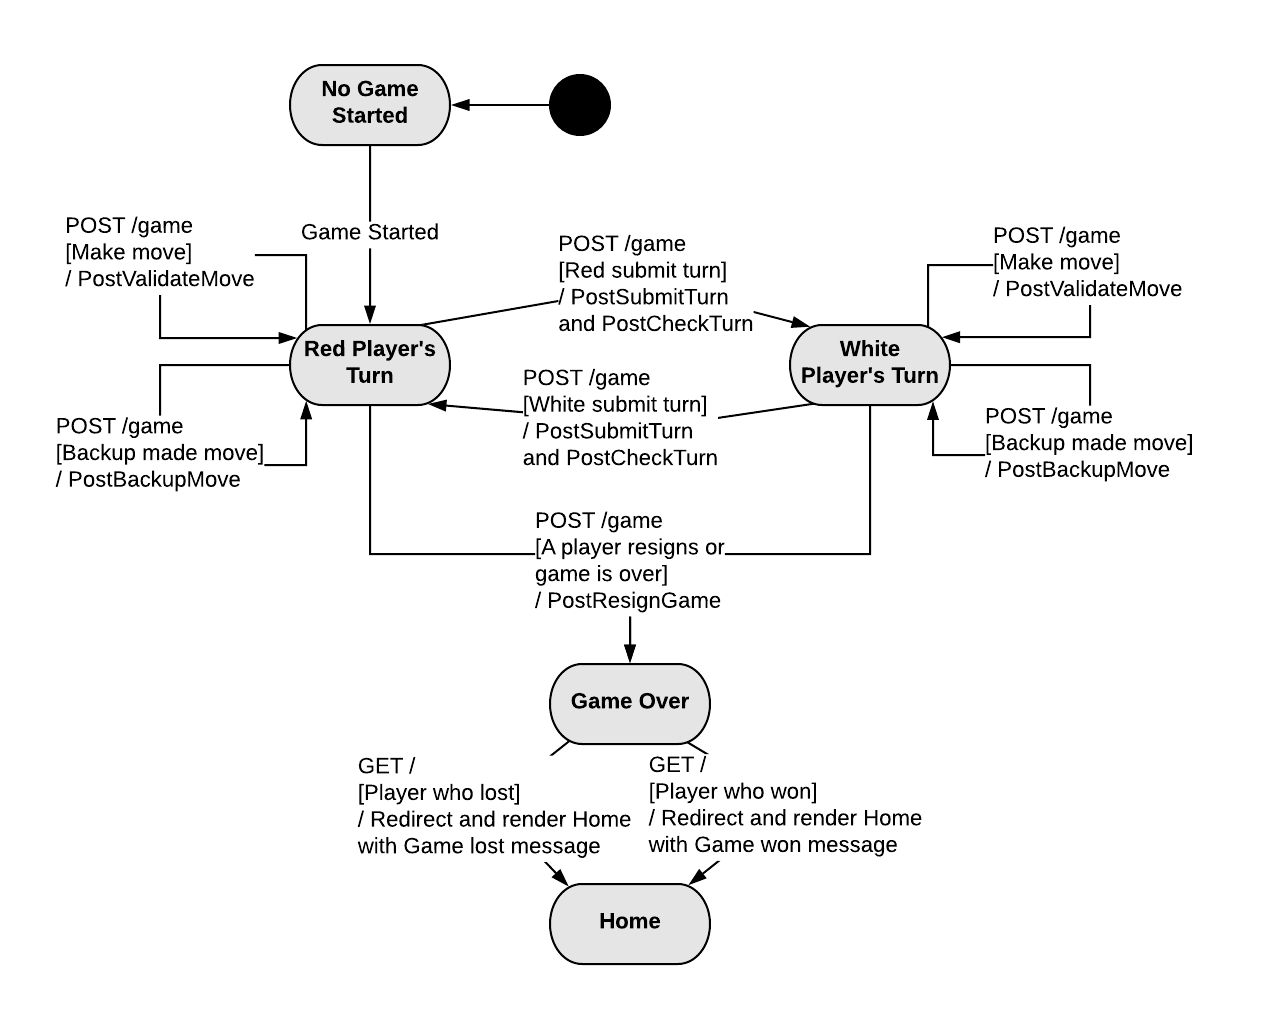 No Game
Started
Game Started
POST /game
[Make move]
/ PostValidateMove
POST /game
[Red submit turn]
/ PostSubmitTurn
and PostCheckTurn
POST /game
[Make move]
/ PostValidateMove
Red Player's
Turn
White
Player's Turn
POST /game
[White submit turn]
/ PostSubmitTurn
and PostCheckTurn
POST /game
[Backup made move]
/ PostBackupMove
POST /game
[Backup made move]
/ PostBackupMove
POST /game
[A player resigns or
game is over]
/ PostResignGame
Game Over
GET /
[Player who lost]
/ Redirect and render Home
with Game lost message
GET /
[Player who won]
/ Redirect and render Home
with Game won message
Home